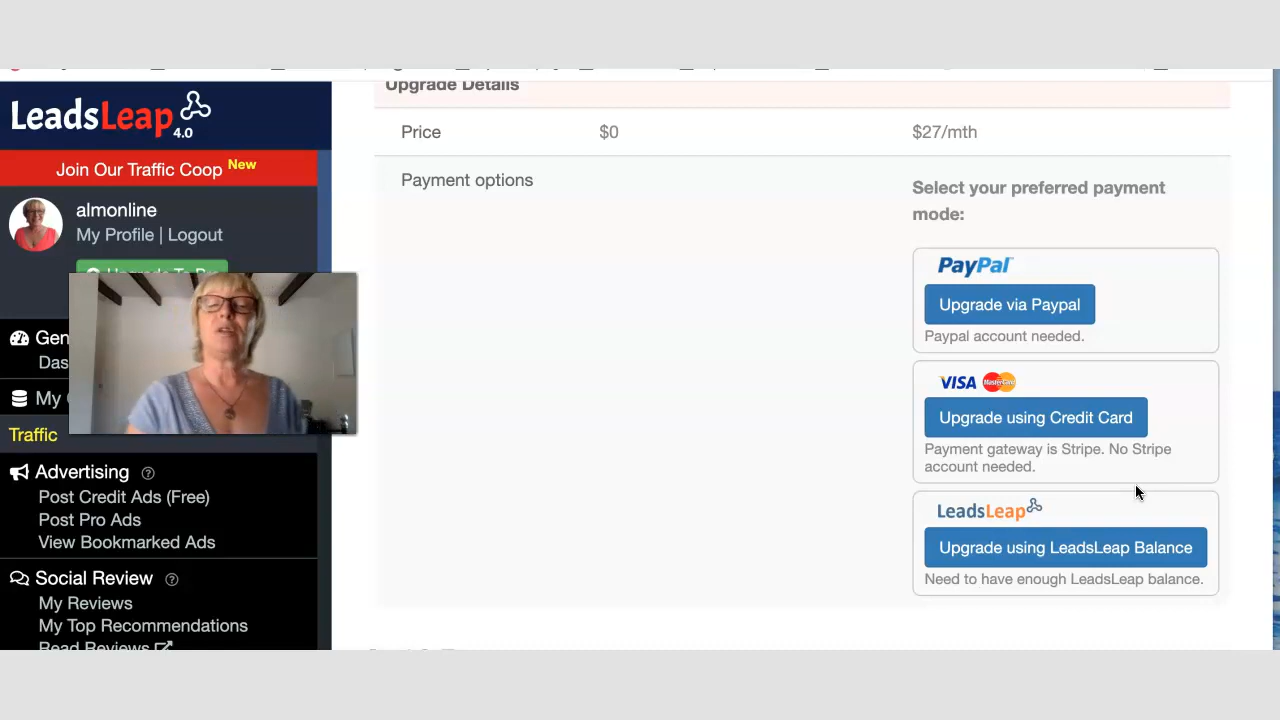 Upgrade Details
LeadsLeap 4.0
Price $0 $27/mth
Join Our Traffic Coop New
Payment options
Select your preferred payment
mode:
almonline
My Profile | Logout
PayPal
Upgrade via Paypal
Paypal account needed.
Traffic
VISA MasterCard
Upgrade using Credit Card
Payment gateway is Stripe. No Stripe
account needed.
Advertising
Post Credit Ads (Free)
Post Pro Ads
View Bookmarked Ads
LeadsLeap
Upgrade using LeadsLeap Balance
Need to have enough LeadsLeap balance.
Social Review
My Reviews
My Top Recommendations
Read Reviews